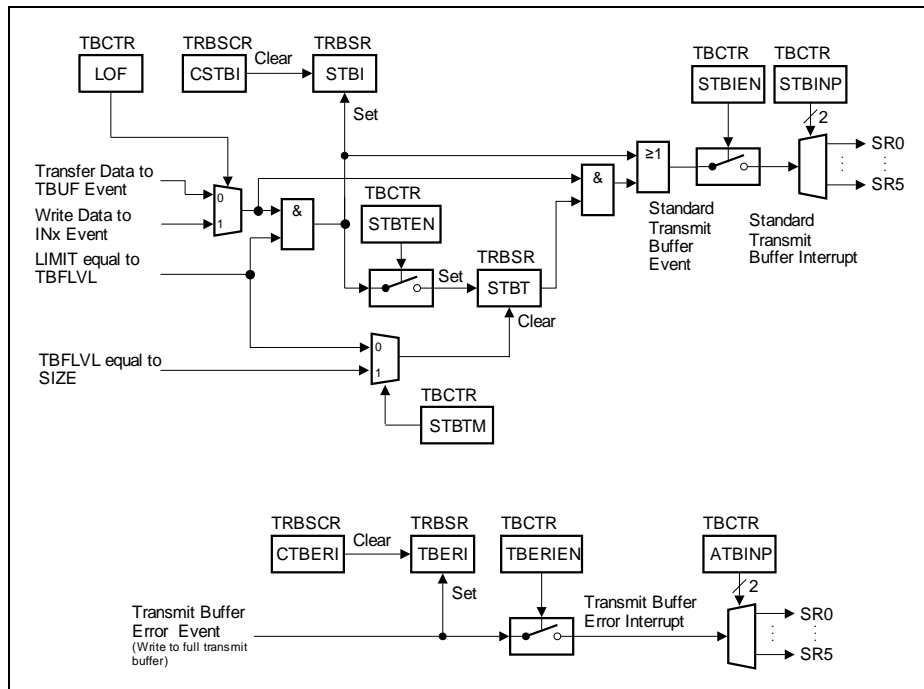 TBCTR
TRBSCR
TRBSR
LOF
CSTBI
Clear
STBI
Set
TBCTR
TBCTR
STBIEN
STBINP
2
SR0
SR5
Transfer Data to
TBUF Event
Write Data to
INx Event
LIMIT equal to
TBFLVL
0
1
&
TBCTR
STBTEN
Set
TRBSR
STBT
Clear
&
≥1
Standard
Transmit
Buffer
Event
Standard
Transmit
Buffer Interrupt
TBFLVL equal to
SIZE
0
1
TBCTR
STBTM
TRBSCR
TRBSR
TBCTR
TBCTR
CTBERI
Clear
TBERI
TBERIEN
ATBINP
Set
2
Transmit Buffer
Error Event
(Write to full transmit
buffer)
Transmit Buffer
Error Interrupt
SR0
SR5